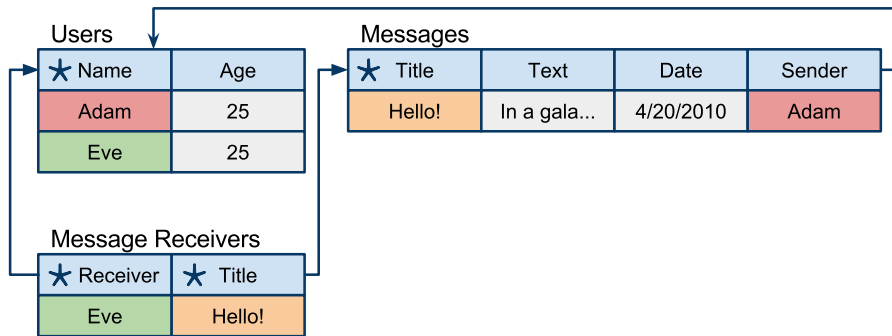 Users
Name Age
Adam 25
Eve 25
Messages
Title Text Date Sender
Hello! In a gala... 4/20/2010 Adam
Message Receivers
Receiver Title
Eve Hello!